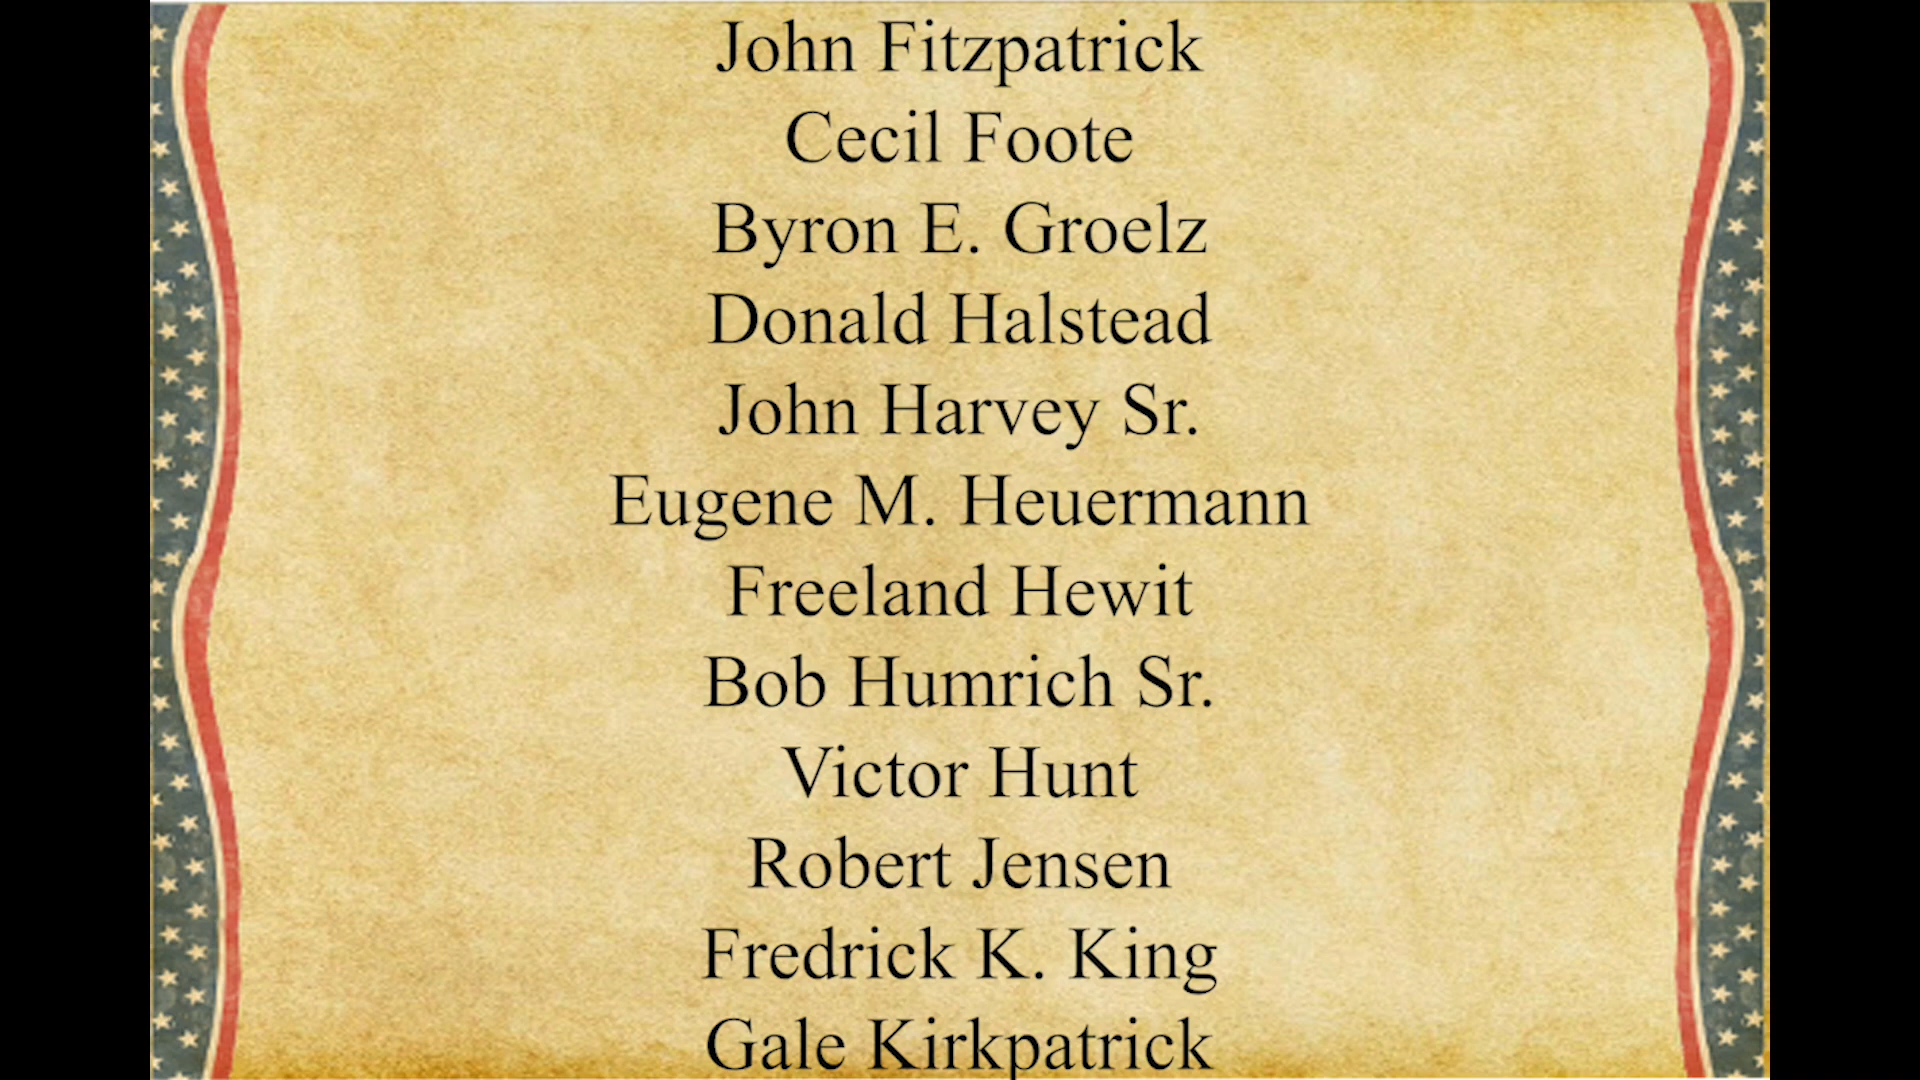 John Fitzpatrick
Cecil Foote
Byron E. Groelz
Donald Halstead
John Harvey Sr.
Eugene M. Heuermann
Freeland Hewit
Bob Humrich Sr.
Victor Hunt
Robert Jensen
Fredrick K. King
Gale Kirkpatrick